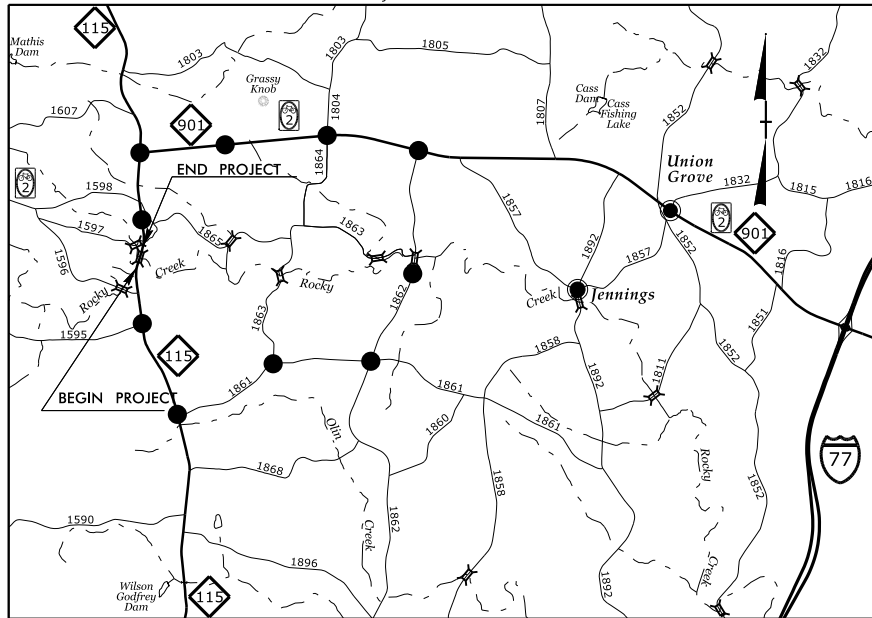 115
Mathis
Dam
1803
1803
1805
1832
Grassy
Knob
1804
Cass
Dam
Cass
Fishing
Lake
1607
2
1807
1852
901
Union
Grove
END PROJECT
1864
1598
2
1857
1832
1815
1816
1597
1865
1863
2
901
1596
1892
1857
1852
1816
Rocky
Creek
Rocky
1862
Creek
Jennings
1863
1595
115
1858
1851
1852
BEGIN PROJECT
1861
1861
1892
1811
1860
1861
Olin
77
1868
Rocky
1858
1852
1590
1862
Creek
1896
Creek
Wilson
Godfrey
Dam
115
1892